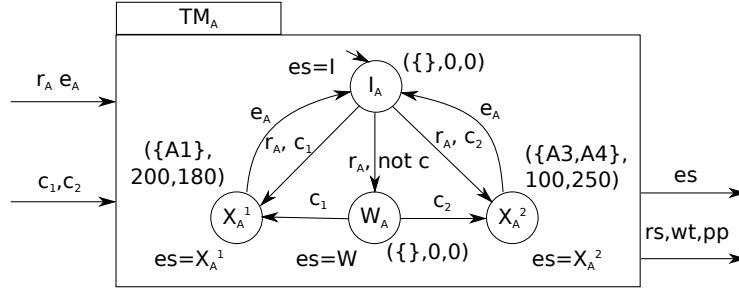 TM_A
es=I
({},0,0)
I_A
r_A e_A
e_A
e_A
r_A, c_1
r_A, c_2
({A1},
200,180)
r_A, not c
({A3,A4},
100,250)
c_1,c_2
es
c_1
c_2
X_A^1
W_A
X_A^2
rs,wt,pp
({},0,0)
es=X_A^1
es=W
es=X_A^2